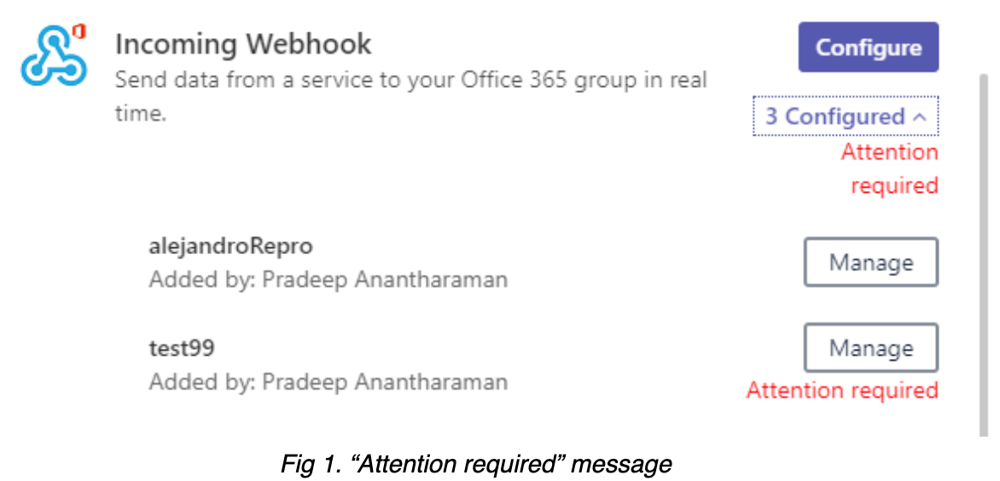 Incoming Webhook
Configure
Send data from a service to your Office 365 group in real
time.
3 Configured
Attention
required
alejandroRepro
Added by: Pradeep Anantharaman
Manage
test99
Added by: Pradeep Anantharaman
Manage
Attention required
Fig 1. “Attention required” message